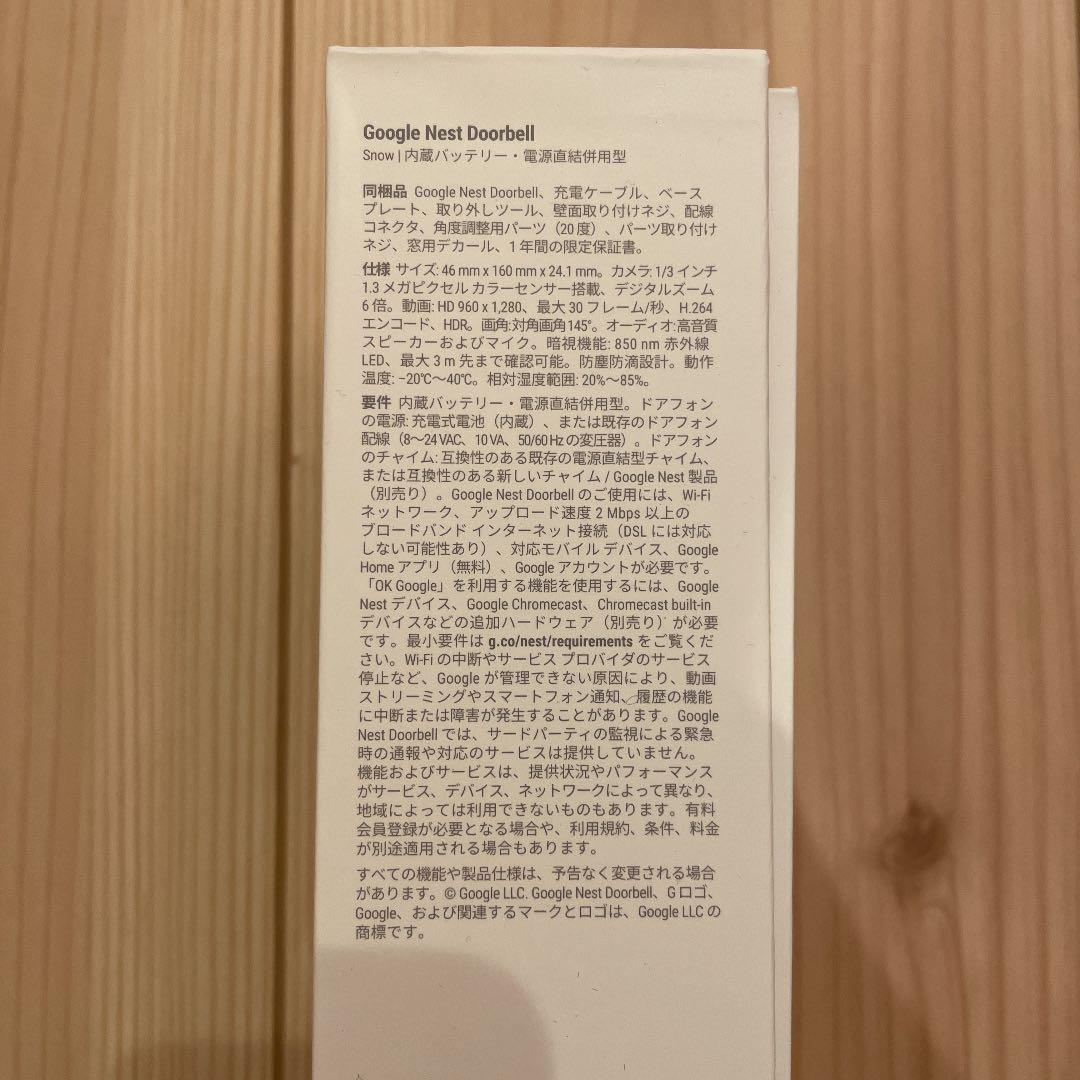 Google Nest Doorbell
Snow | 内蔵バッテリー・電源直結併用型
同梱品 Google Nest Doorbell、充電ケーブル、ベース
プレート、取り外しツール、壁面取り付けネジ、配線
コネクタ、角度調整用パーツ（20 度）、パーツ取り付け
ネジ、窓用デカール、1 年間の限定保証書。
仕様 サイズ: 46 mm x 160 mm x 24.1 mm。カメラ: 1/3 インチ
1.3 メガピクセル カラーセンサー搭載、デジタルズーム
6 倍。動画: HD 960 x 1,280、最大 30 フレーム/秒、H.264
エンコード、HDR。画角:対角画角 145°。オーディオ:高音質
スピーカーおよびマイク。暗視機能: 850 nm 赤外線
LED、最大 3 m 先まで確認可能。防塵防滴設計。動作
温度: −20℃～40℃。相対湿度範囲: 20%～85%。
要件 内蔵バッテリー・電源直結併用型。ドアフォン
の電源: 充電式電池（内蔵）、または既存のドアフォン
配線（8～24 VAC、10 VA、50/60 Hz の変圧器）。ドアフォン
のチャイム: 互換性のある既存の電源直結型チャイム、
または互換性のある新しいチャイム / Google Nest 製品
（別売り）。Google Nest Doorbell のご使用には、Wi-Fi
ネットワーク、アップロード速度 2 Mbps 以上の
ブロードバンド インターネット接続（DSL には対応
しない可能性あり）、対応モバイル デバイス、Google
Home アプリ（無料）、Google アカウントが必要です。
「OK Google」を利用する機能を使用するには、Google
Nest デバイス、Google Chromecast、Chromecast built-in
デバイスなどの追加ハードウェア（別売り）が必要
です。最小要件は g.co/nest/requirements をご覧くだ
さい。Wi-Fi の中断やサービス プロバイダのサービス
停止など、Google が管理できない原因により、動画
ストリーミングやスマートフォン通知、履歴の機能
に中断または障害が発生することがあります。Google
Nest Doorbell では、サードパーティの監視による緊急
時の通報や対応のサービスは提供していません。
機能およびサービスは、提供状況やパフォーマンス
がサービス、デバイス、ネットワークによって異なり、
地域によっては利用できないものもあります。有料
会員登録が必要となる場合や、利用規約、条件、料金
が別途適用される場合もあります。
すべての機能や製品仕様は、予告なく変更される場合
があります。© Google LLC. Google Nest Doorbell、G ロゴ、
Google、および関連するマークとロゴは、Google LLC の
商標です。